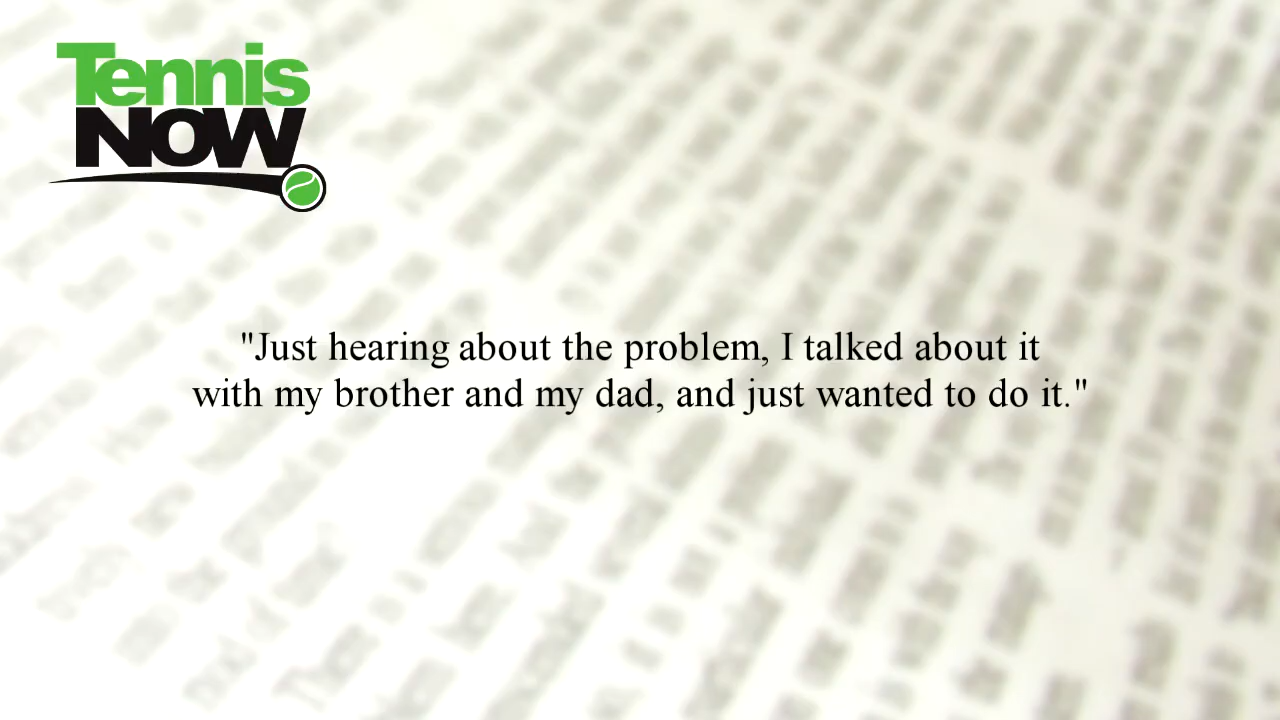 Tennis
NOW
"Just hearing about the problem, I talked about it
with my brother and my dad, and just wanted to do it."